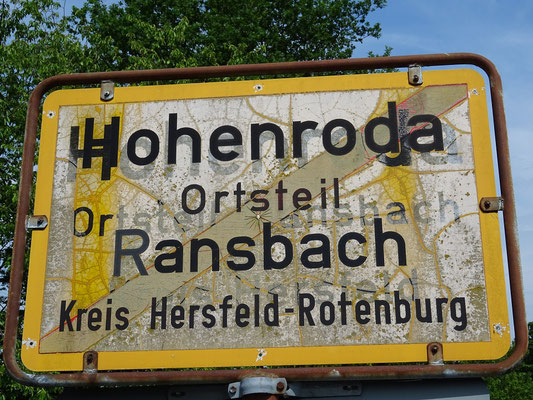 Hohenroda
Ortsteil
Ransbach
Kreis Hersfeld-Rotenburg